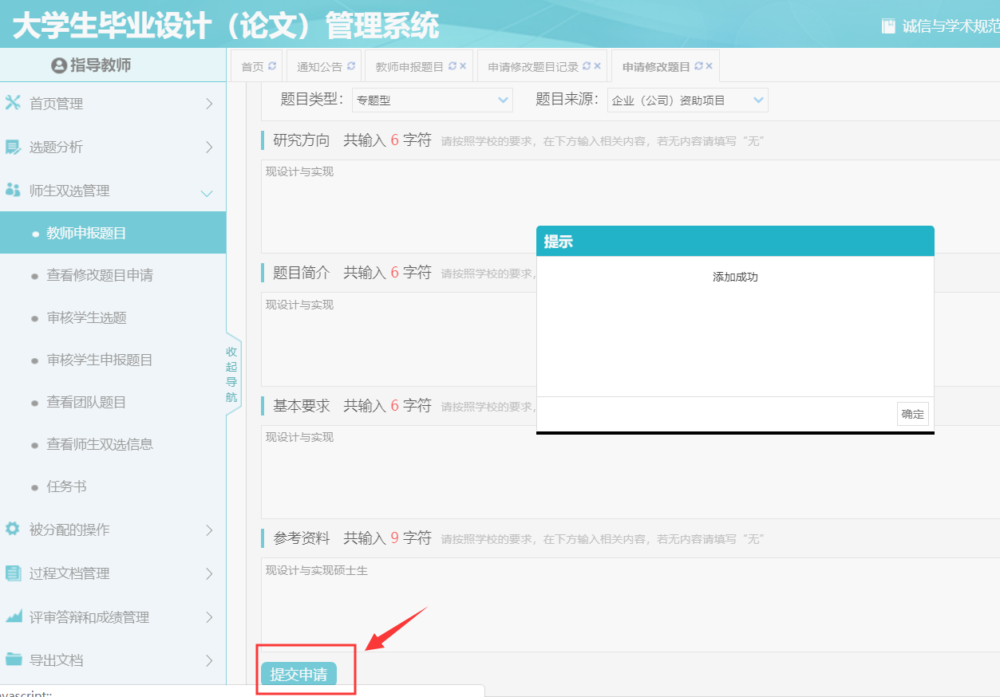 大学生毕业设计（论文）管理系统
诚信与学术规范
指导教师
首页 通知公告 教师申报题目 申请修改题目记录 申请修改题目
首页管理
选题分析
师生双选管理
教师申报题目
查看修改题目申请
审核学生选题
审核学生申报题目
查看团队题目
查看师生双选信息
任务书
被分配的操作
过程文档管理
评审答辩和成绩管理
导出文档
收起导航
题目类型： 专题型 题目来源： 企业（公司）资助项目
研究方向 共输入 6 字符 请按照学校的要求，在下方输入相关内容，若无内容请填写“无”
现设计与实现
题目简介 共输入 6 字符 请按照学校的要求，
现设计与实现
基本要求 共输入 6 字符 请按照学校的要求，
现设计与实现
参考资料 共输入 9 字符 请按照学校的要求，在下方输入相关内容，若无内容请填写“无”
现设计与实现硕士生
提交申请
提示
添加成功
确定